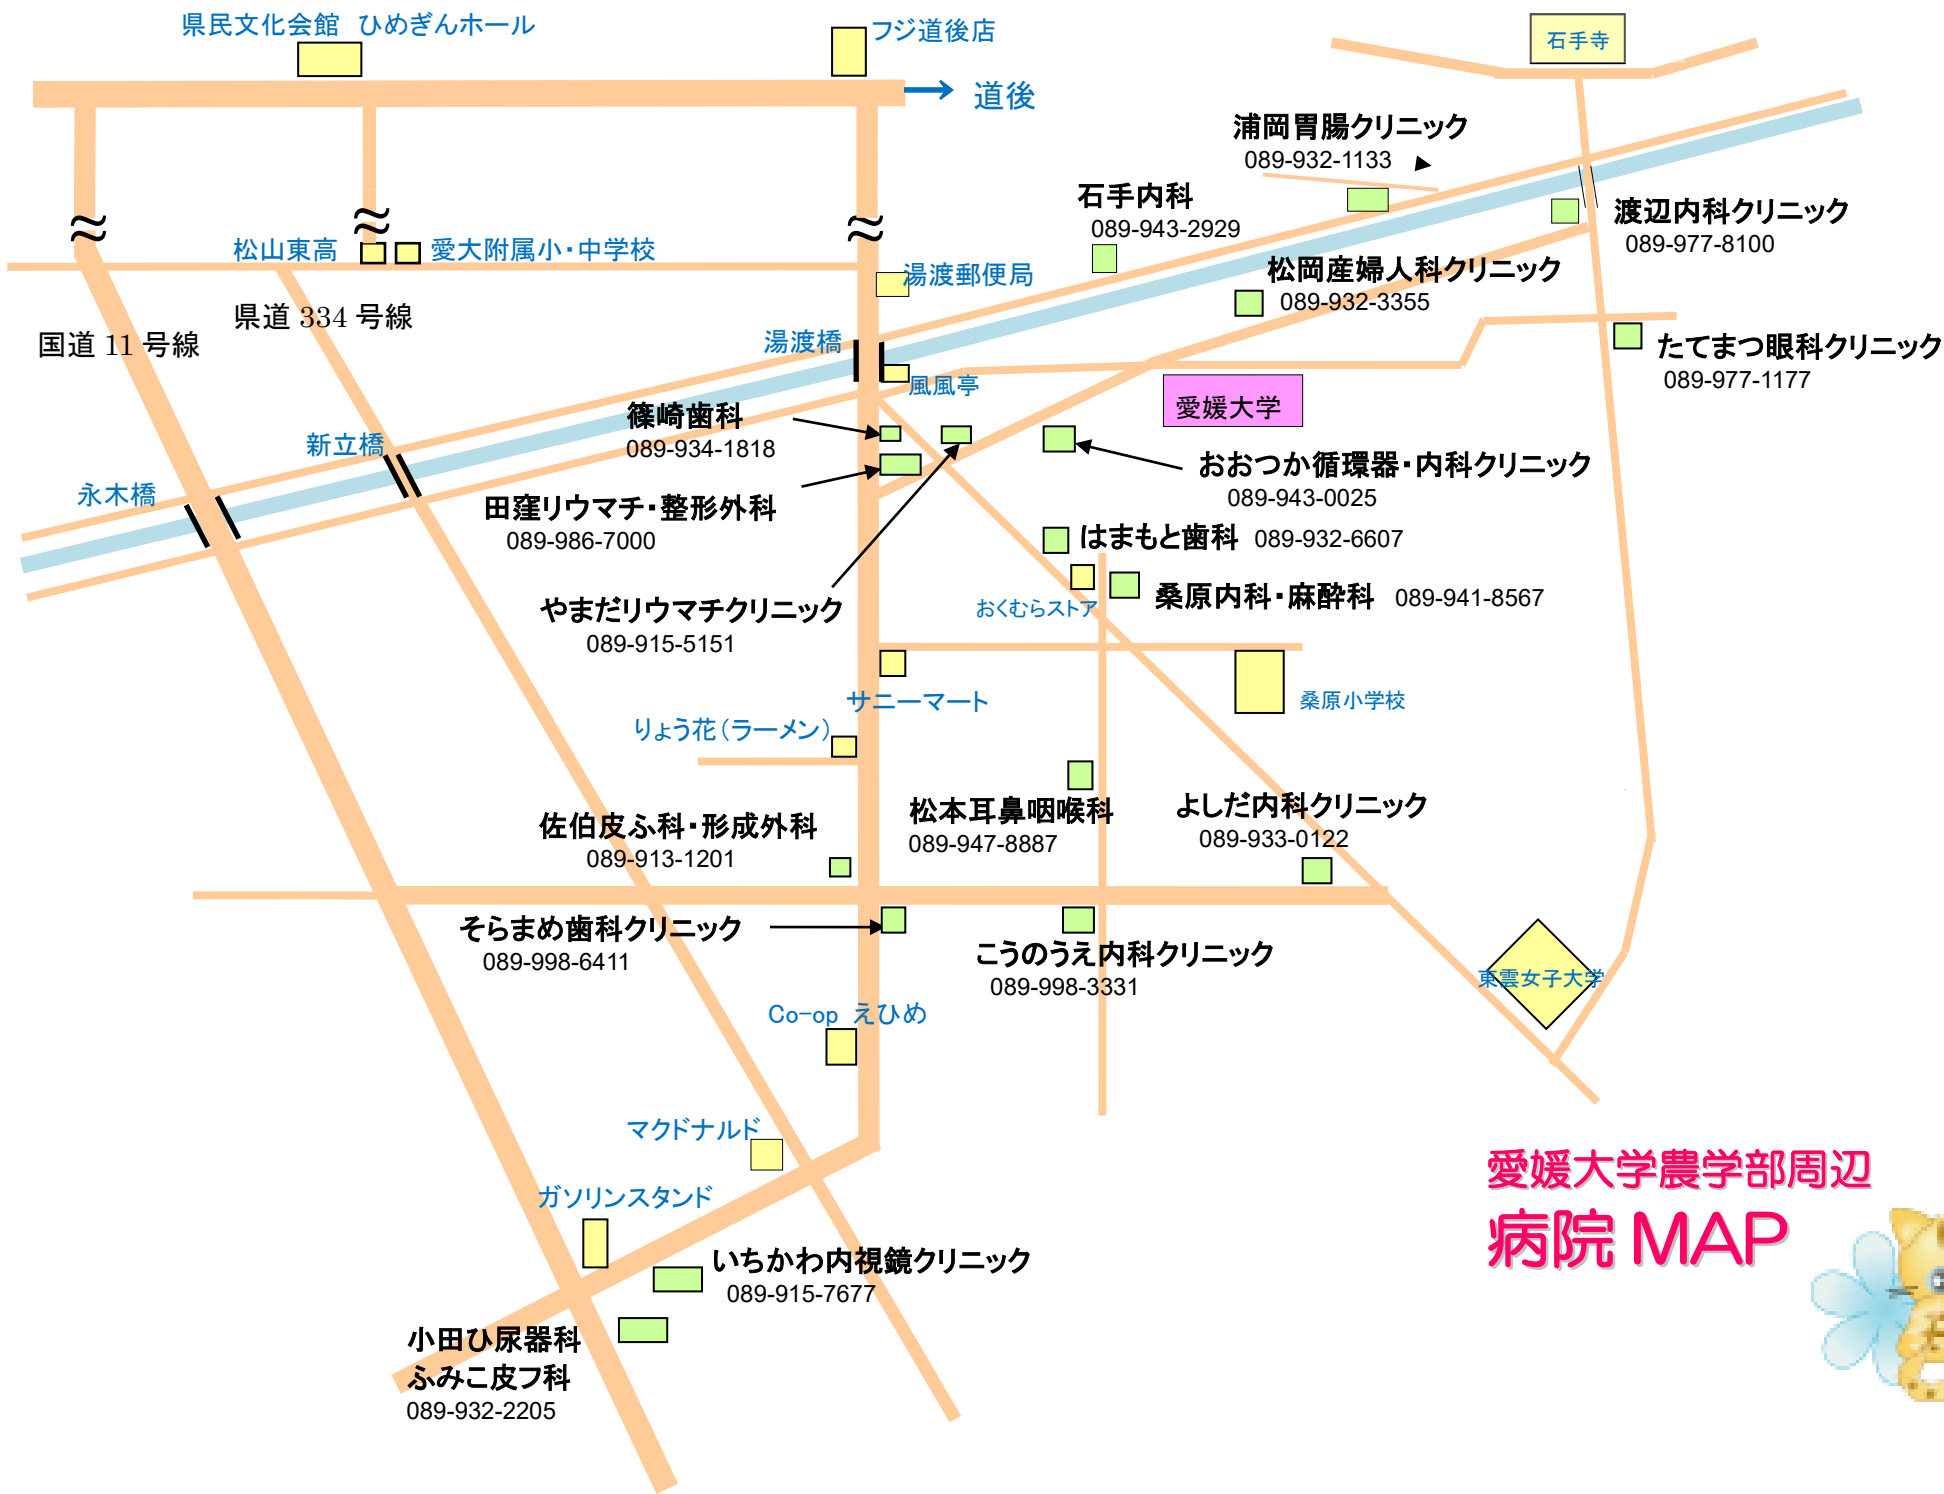 県民文化会館 ひめぎんホール
フジ道後店
石手寺
道後
浦岡胃腸クリニック
089-932-1133
石手内科
089-943-2929
渡辺内科クリニック
089-977-8100
松山東高
愛大附属小・中学校
湯渡郵便局
松岡産婦人科クリニック
089-932-3355
県道 334 号線
国道 11 号線
湯渡橋
たてまつ眼科クリニック
089-977-1177
風風亭
愛媛大学
篠崎歯科
089-934-1818
新立橋
おおつか循環器・内科クリニック
089-943-0025
永木橋
田窪リウマチ・整形外科
089-986-7000
はまもと歯科 089-932-6607
やまだリウマチクリニック
089-915-5151
おくむらストア
桑原内科・麻酔科 089-941-8567
サニーマート
桑原小学校
りょう花(ラーメン)
松本耳鼻咽喉科
089-947-8887
よしだ内科クリニック
089-933-0122
佐伯皮ふ科・形成外科
089-913-1201
そらまめ歯科クリニック
089-998-6411
こうのうえ内科クリニック
089-998-3331
東雲女子大学
Co-op えひめ
マクドナルド
ガソリンスタンド
いちかわ内視鏡クリニック
089-915-7677
小田ひ尿器科
ふみこ皮フ科
089-932-2205
愛媛大学農学部周辺
病院 MAP